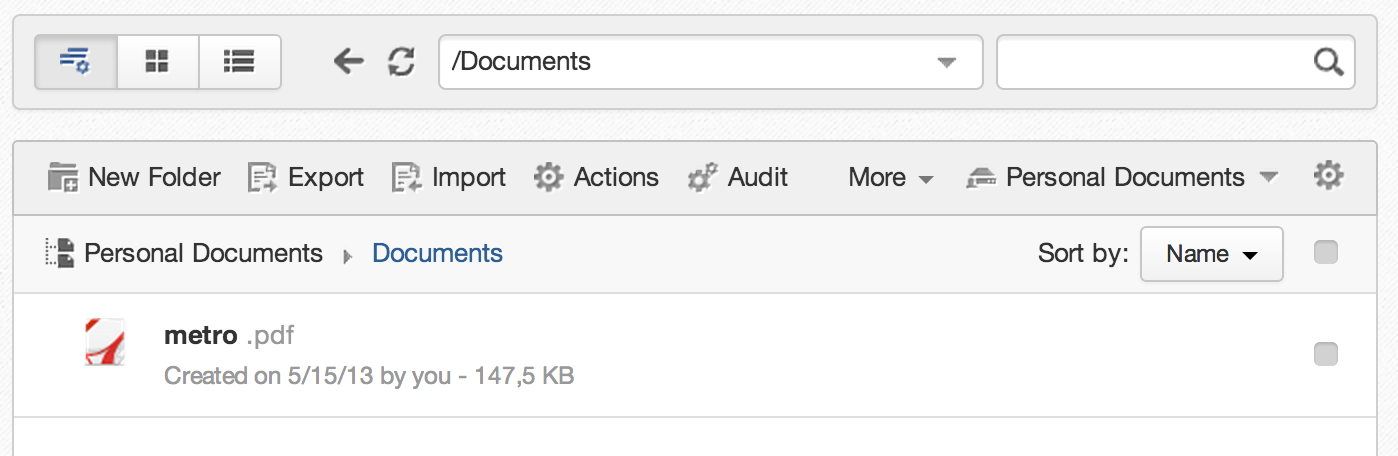 /Documents
New Folder Export Import Actions Audit More Personal Documents
Personal Documents Documents Sort by: Name
metro .pdf
Created on 5/15/13 by you - 147,5 KB